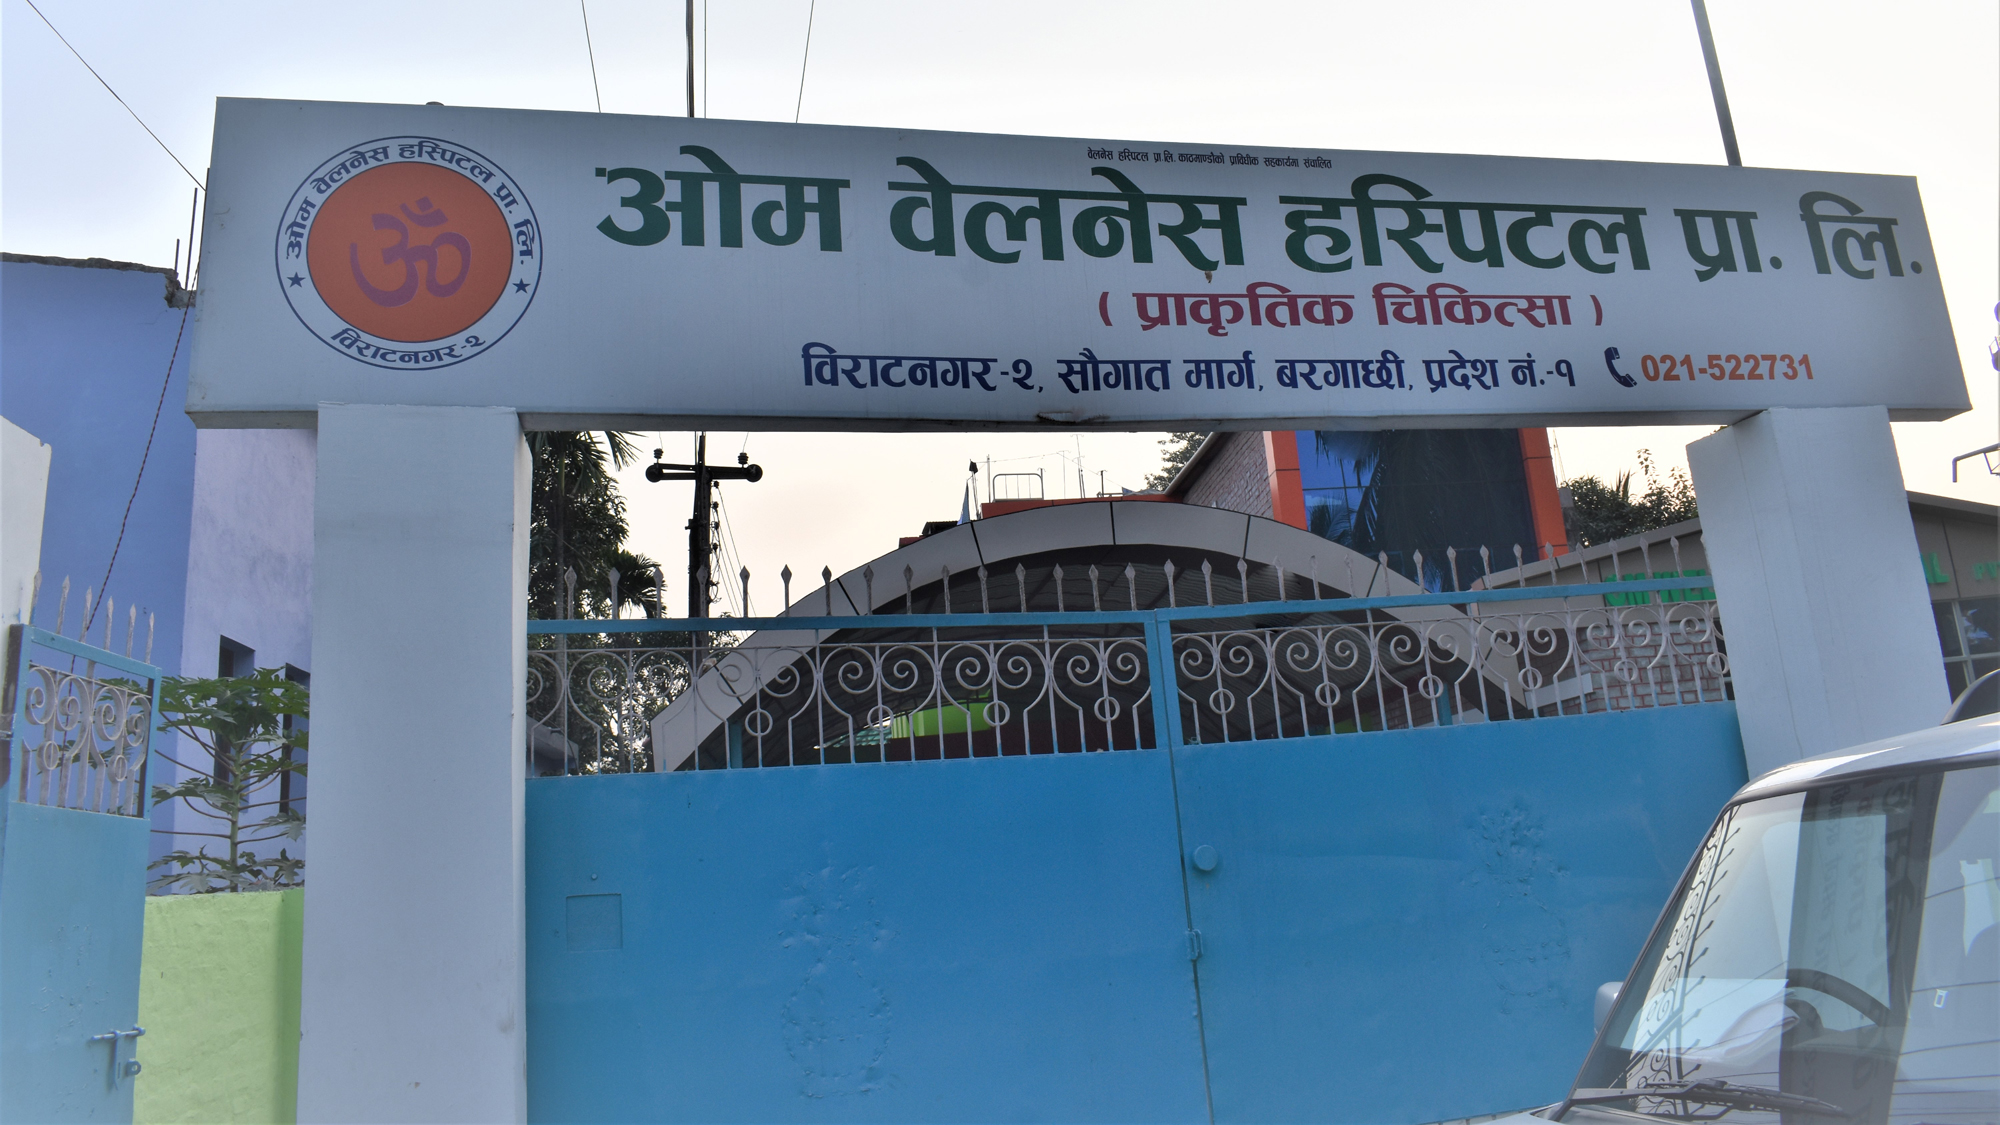 वेलनेस हस्पिटल प्रा.लि. काठमाण्डौको प्राविधीक सहकार्यमा संचालित
ओम वेलनेस हस्पिटल प्रा. लि.
( प्राकृतिक चिकित्सा )
विराटनगर-२, सौगात मार्ग, बरगाछी, प्रदेश नं.-१ 021-522731
ओम वेलनेस हस्पिटल प्रा. लि.
ॐ
विराटनगर-२